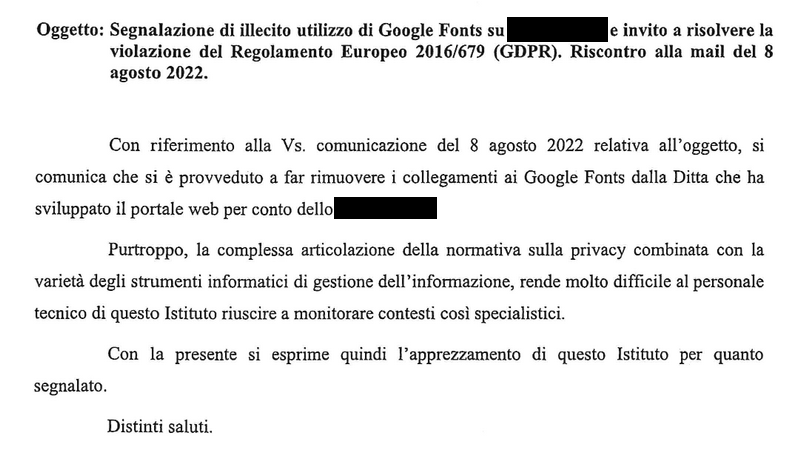 Oggetto: Segnalazione di illecito utilizzo di Google Fonts su e invito a risolvere la
violazione del Regolamento Europeo 2016/679 (GDPR). Riscontro alla mail del 8
agosto 2022.
Con riferimento alla Vs. comunicazione del 8 agosto 2022 relativa all'oggetto, si
comunica che si è provveduto a far rimuovere i collegamenti ai Google Fonts dalla Ditta che ha
sviluppato il portale web per conto dello
Purtroppo, la complessa articolazione della normativa sulla privacy combinata con la
varietà degli strumenti informatici di gestione dell'informazione, rende molto difficile al personale
tecnico di questo Istituto riuscire a monitorare contesti così specialistici.
Con la presente si esprime quindi l'apprezzamento di questo Istituto per quanto
segnalato.
Distinti saluti.